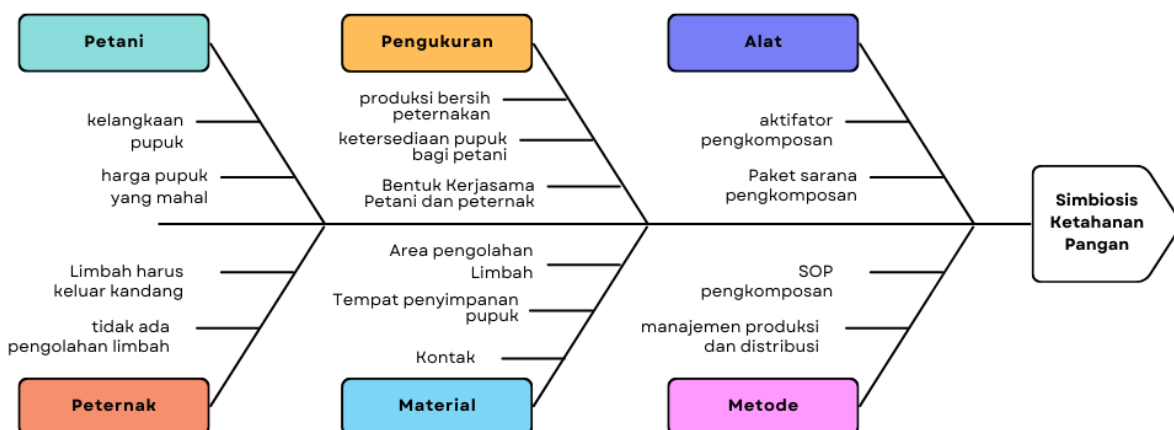 Petani
Pengukuran
Alat
kelangkaan
pupuk
harga pupuk
yang mahal
produksi bersih
peternakan
ketersediaan pupuk
bagi petani
Bentuk Kerjasama
Petani dan peternak
aktifator
pengkomposan
Paket sarana
pengkomposan
Simbiosis
Ketahanan
Pangan
Limbah harus
keluar kandang
tidak ada
pengolahan limbah
Area pengolahan
Limbah
Tempat penyimpanan
pupuk
Kontak
SOP
pengkomposan
manajemen produksi
dan distribusi
Peternak
Material
Metode